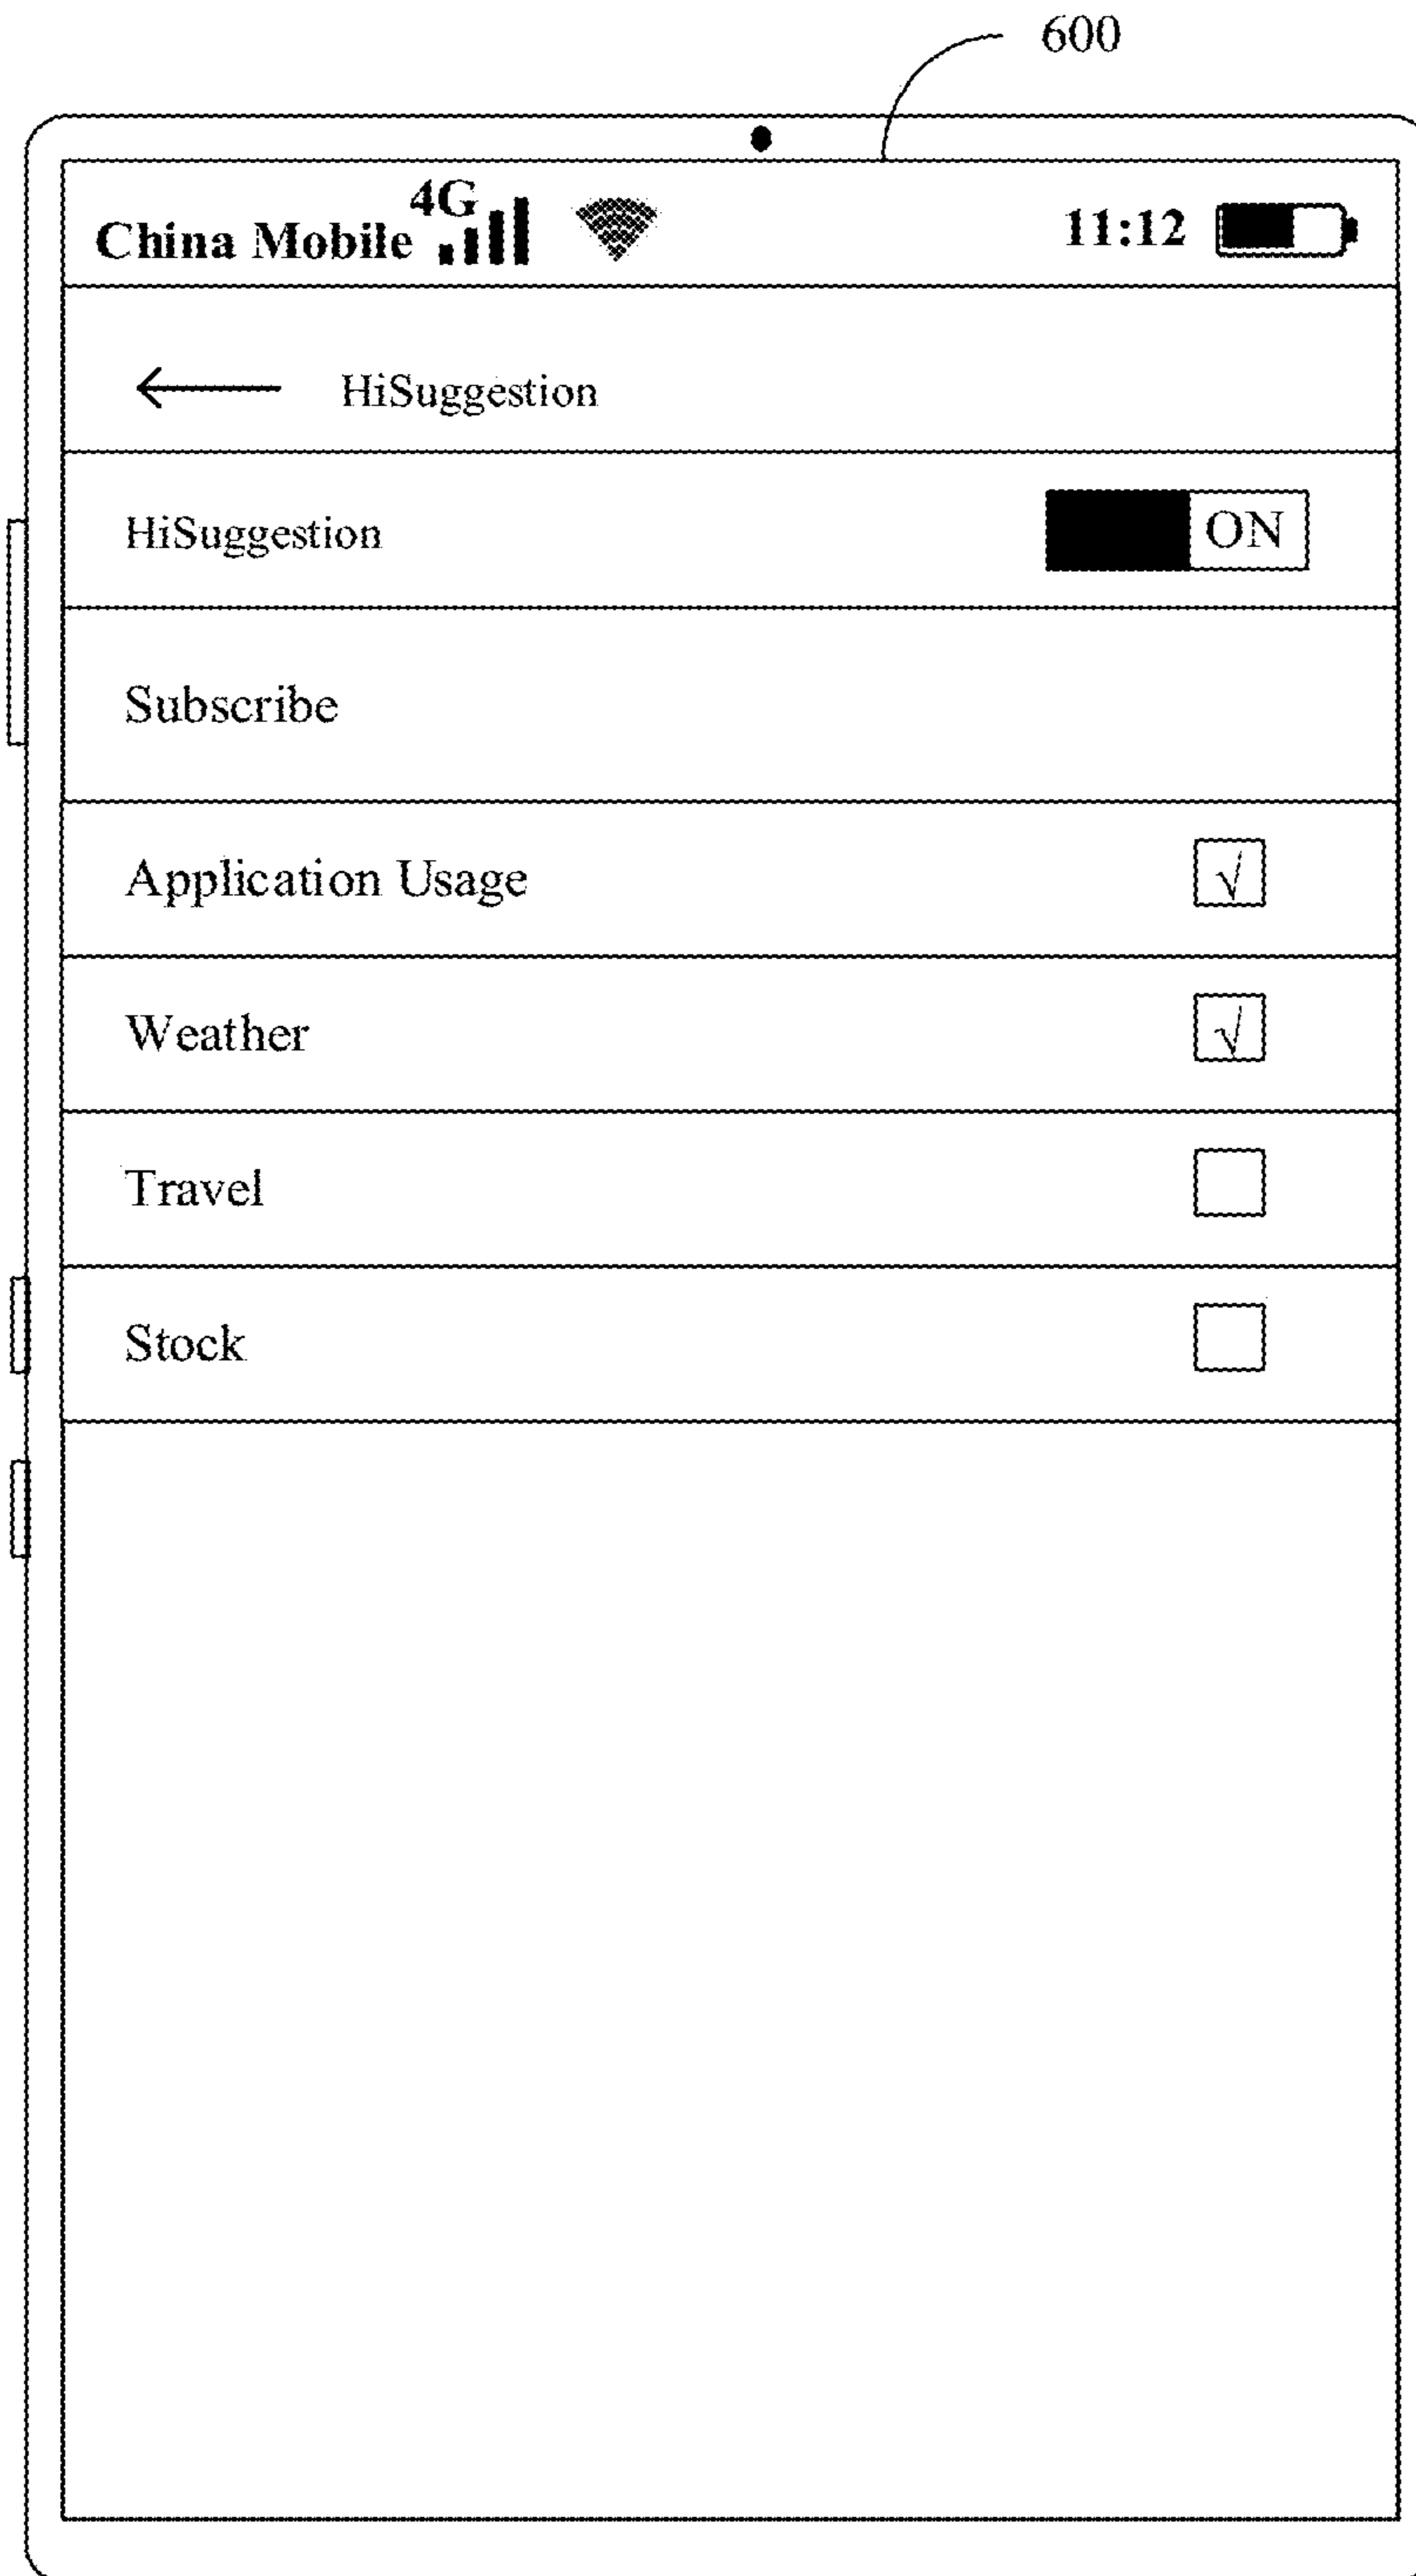 600
China Mobile 4G 11:12
HiSuggestion
HiSuggestion ON
Subscribe
Application Usage √
Weather √
Travel
Stock